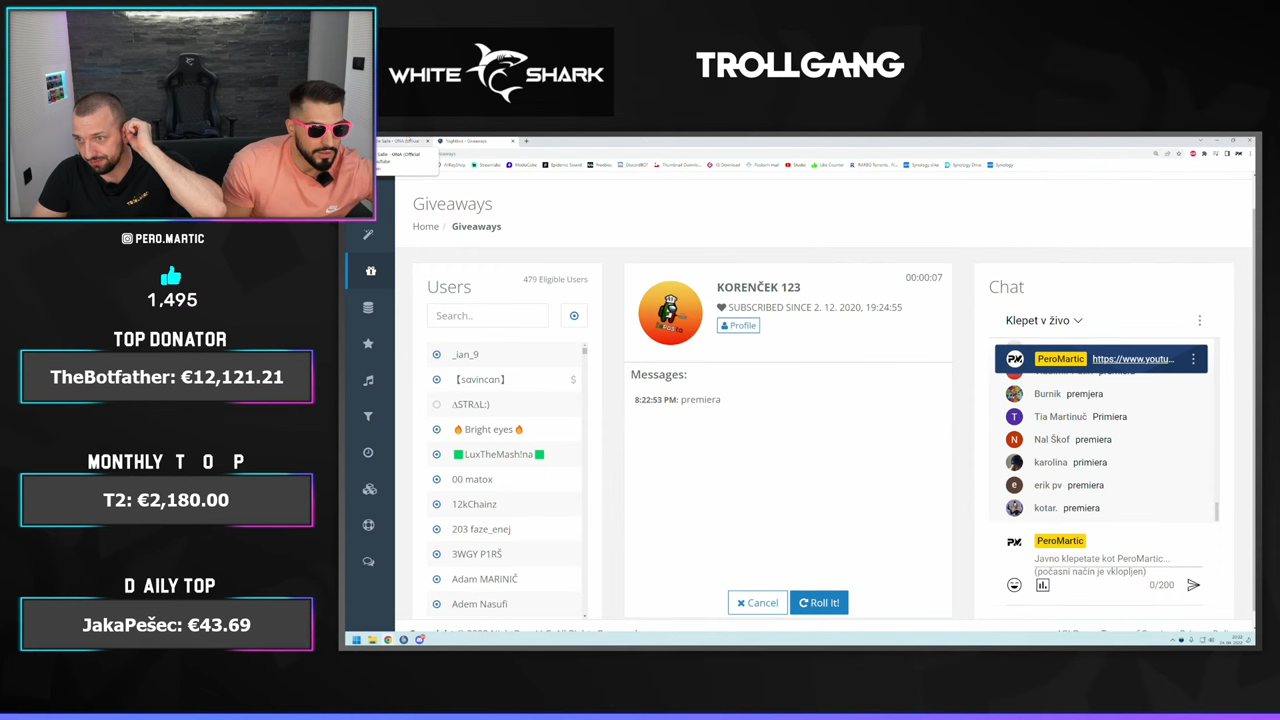 WHITE SHARK
TROLLGANG
PERO.MARTIC
1,495
TOP DONATOR
TheBotfather: €12,121.21
MONTHLY T O P
T2: €2,180.00
D AILY TOP
JakaPešec: €43.69
Nightbot - Giveaways
Giveaways
Home / Giveaways
Users
479 Eligible Users
Search..
_ian_9
【sαvincαn】 $
ΔSTRΔL:)
🔥Bright eyes🔥
🟩LuxTheMash!na🟩
00 matox
12kChainz
203 faze_enej
3WGY P1RŠ
Adam MARINIČ
Adem Nasufi
KORENČEK 123
00:00:07
SUBSCRIBED SINCE 2. 12. 2020, 19:24:55
Profile
Messages:
8:22:53 PM: premiera
Cancel
Roll It!
Chat
Klepet v živo
PeroMartic https://www.youtu...
Burnik premjera
Tia Martinuč Primiera
Nal Škof premiera
karolina primiera
erik pv premiera
kotar. premiera
PeroMartic
Javno klepetate kot PeroMartic...
(počasni način je vklopljen)
0/200